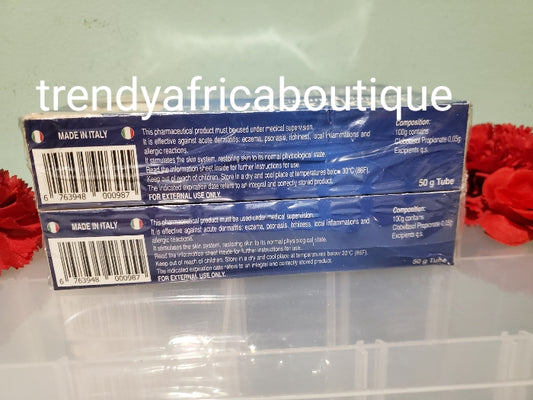 trendyafricaboutique
MADE IN ITALY
This pharmaceutical product must be used under medical supervision.
It is effective against acute dermatitis, eczema, psoriasis, itchiness, local inflammations and
allergic reactions.
It stimulates the skin system, restoring skin to its normal physiological state.
Read the information sheet inside for further instructions for use.
Keep out of reach of children. Store in a dry and cool place at temperatures below 30°C (86F).
The indicated expiration date refers to an integral and correctly stored product.
FOR EXTERNAL USE ONLY.
Composition:
100g contains
Clobetasol Propionate 0,05g
Excipients q.s.
50 g Tube
6 763948 000987
MADE IN ITALY
This pharmaceutical product must be used under medical supervision.
It is effective against acute dermatitis, eczema, psoriasis, itchiness, local inflammations and
allergic reactions.
It stimulates the skin system, restoring skin to its normal physiological state.
Read the information sheet inside for further instructions for use.
Keep out of reach of children. Store in a dry and cool place at temperatures below 30°C (86F).
The indicated expiration date refers to an integral and correctly stored product.
FOR EXTERNAL USE ONLY.
Composition:
100g contains
Clobetasol Propionate 0,05g
Excipients q.s.
50 g Tube
6 763948 000987